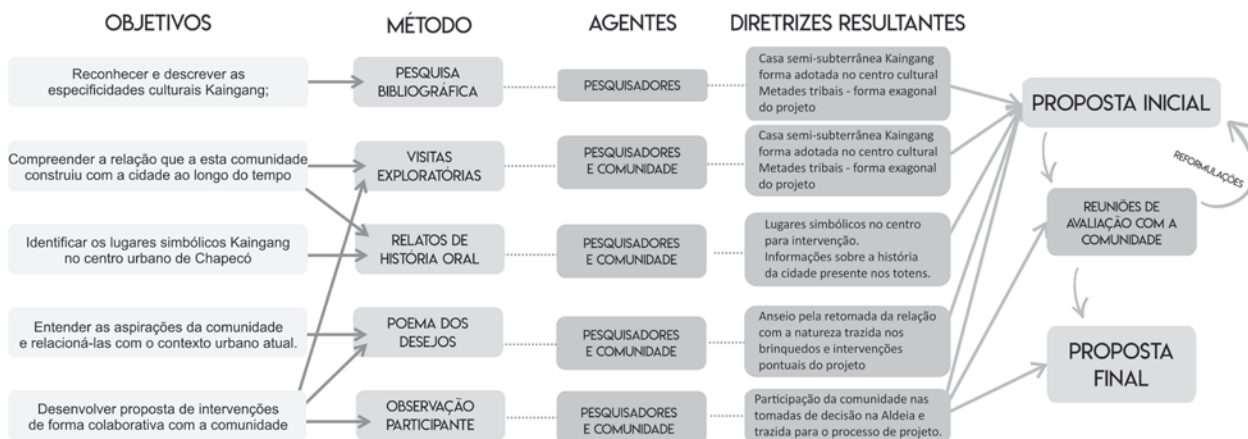 OBJETIVOS
MÉTODO
AGENTES
DIRETRIZES RESULTANTES
Reconhecer e descrever as
especificidades culturais Kaingang;
PESQUISA
BIBLIOGRÁFICA
PESQUISADORES
Casa semi-subterrânea Kaingang
forma adotada no centro cultural
Metades tribais - forma exagonal
do projeto
Compreender a relação que a esta comunidade
construiu com a cidade ao longo do tempo
VISITAS
EXPLORATÓRIAS
PESQUISADORES
E COMUNIDADE
Casa semi-subterrânea Kaingang
forma adotada no centro cultural
Metades tribais - forma exagonal
do projeto
Identificar os lugares simbólicos Kaingang
no centro urbano de Chapecó
RELATOS DE
HISTÓRIA ORAL
PESQUISADORES
E COMUNIDADE
Lugares simbólicos no centro
para intervenção.
Informações sobre a história
da cidade presente nos totens.
Entender as aspirações da comunidade
e relacioná-las com o contexto urbano atual.
POEMA DOS
DESEJOS
PESQUISADORES
E COMUNIDADE
Anseio pela retomada da relação
com a natureza trazida nos
brinquedos e intervenções
pontuais do projeto
Desenvolver proposta de intervenções
de forma colaborativa com a comunidade
OBSERVAÇÃO
PARTICIPANTE
PESQUISADORES
E COMUNIDADE
Participação da comunidade nas
tomadas de decisão na Aldeia e
trazida para o processo de projeto.
PROPOSTA INICIAL
REFORMULAÇÕES
REUNIÕES DE
AVALIAÇÃO COM A
COMUNIDADE
PROPOSTA
FINAL